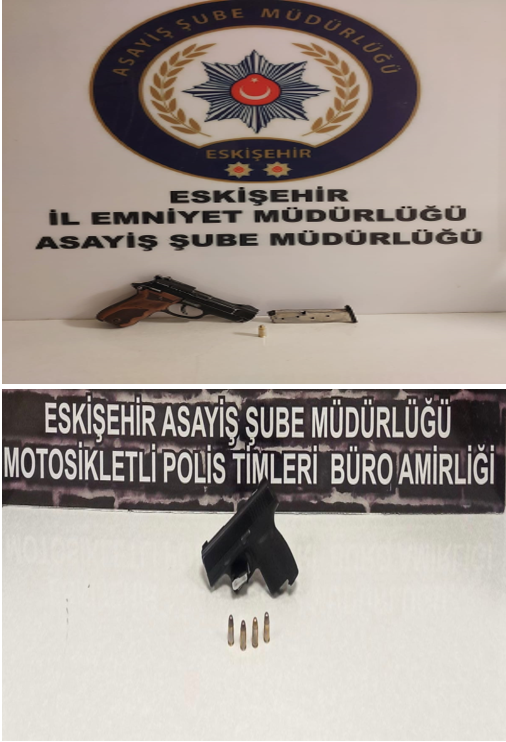 ASAYİŞ ŞUBE MÜDÜRLÜĞÜ
ESKİŞEHİR
ESKİŞEHİR
İL EMNİYET MÜDÜRLÜĞÜ
ASAYİŞ ŞUBE MÜDÜRLÜĞÜ
ESKİŞEHİR ASAYİŞ ŞUBE MÜDÜRLÜĞÜ
MOTOSİKLETLİ POLİS TİMLERİ BÜRO AMİRLİĞİ